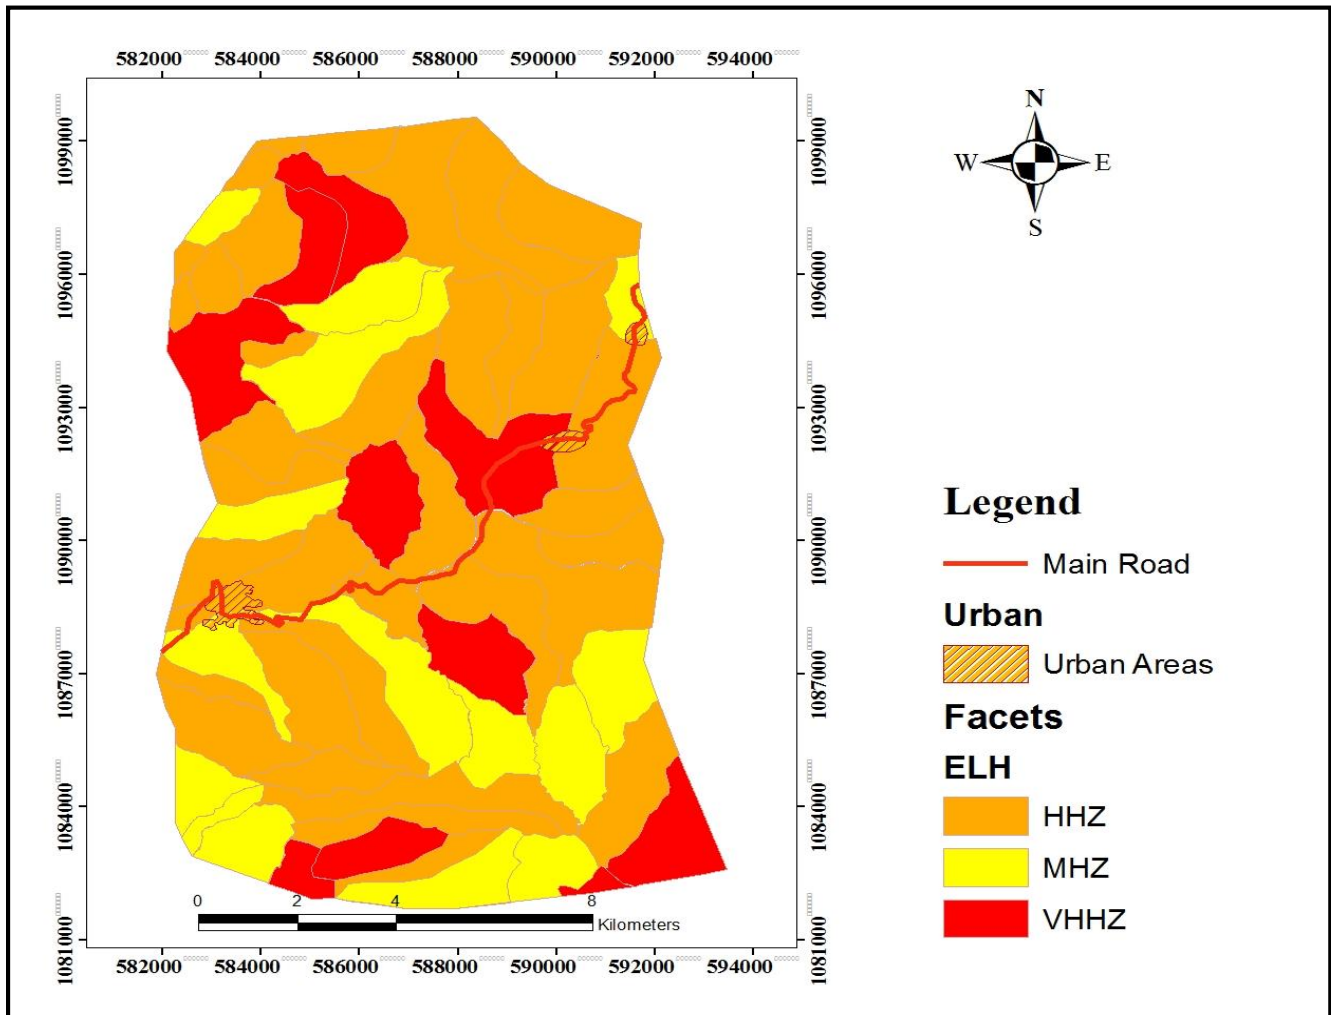 582000 584000 586000 588000 590000 592000 594000
N
W E
S
1099000 1099000
1096000 1096000
1093000 1093000
1090000 1090000
1087000 1087000
1084000 1084000
1081000 1081000
Legend
Main Road
Urban
Urban Areas
Facets
ELH
HHZ
MHZ
VHHZ
0 2 4 8
Kilometers
582000 584000 586000 588000 590000 592000 594000